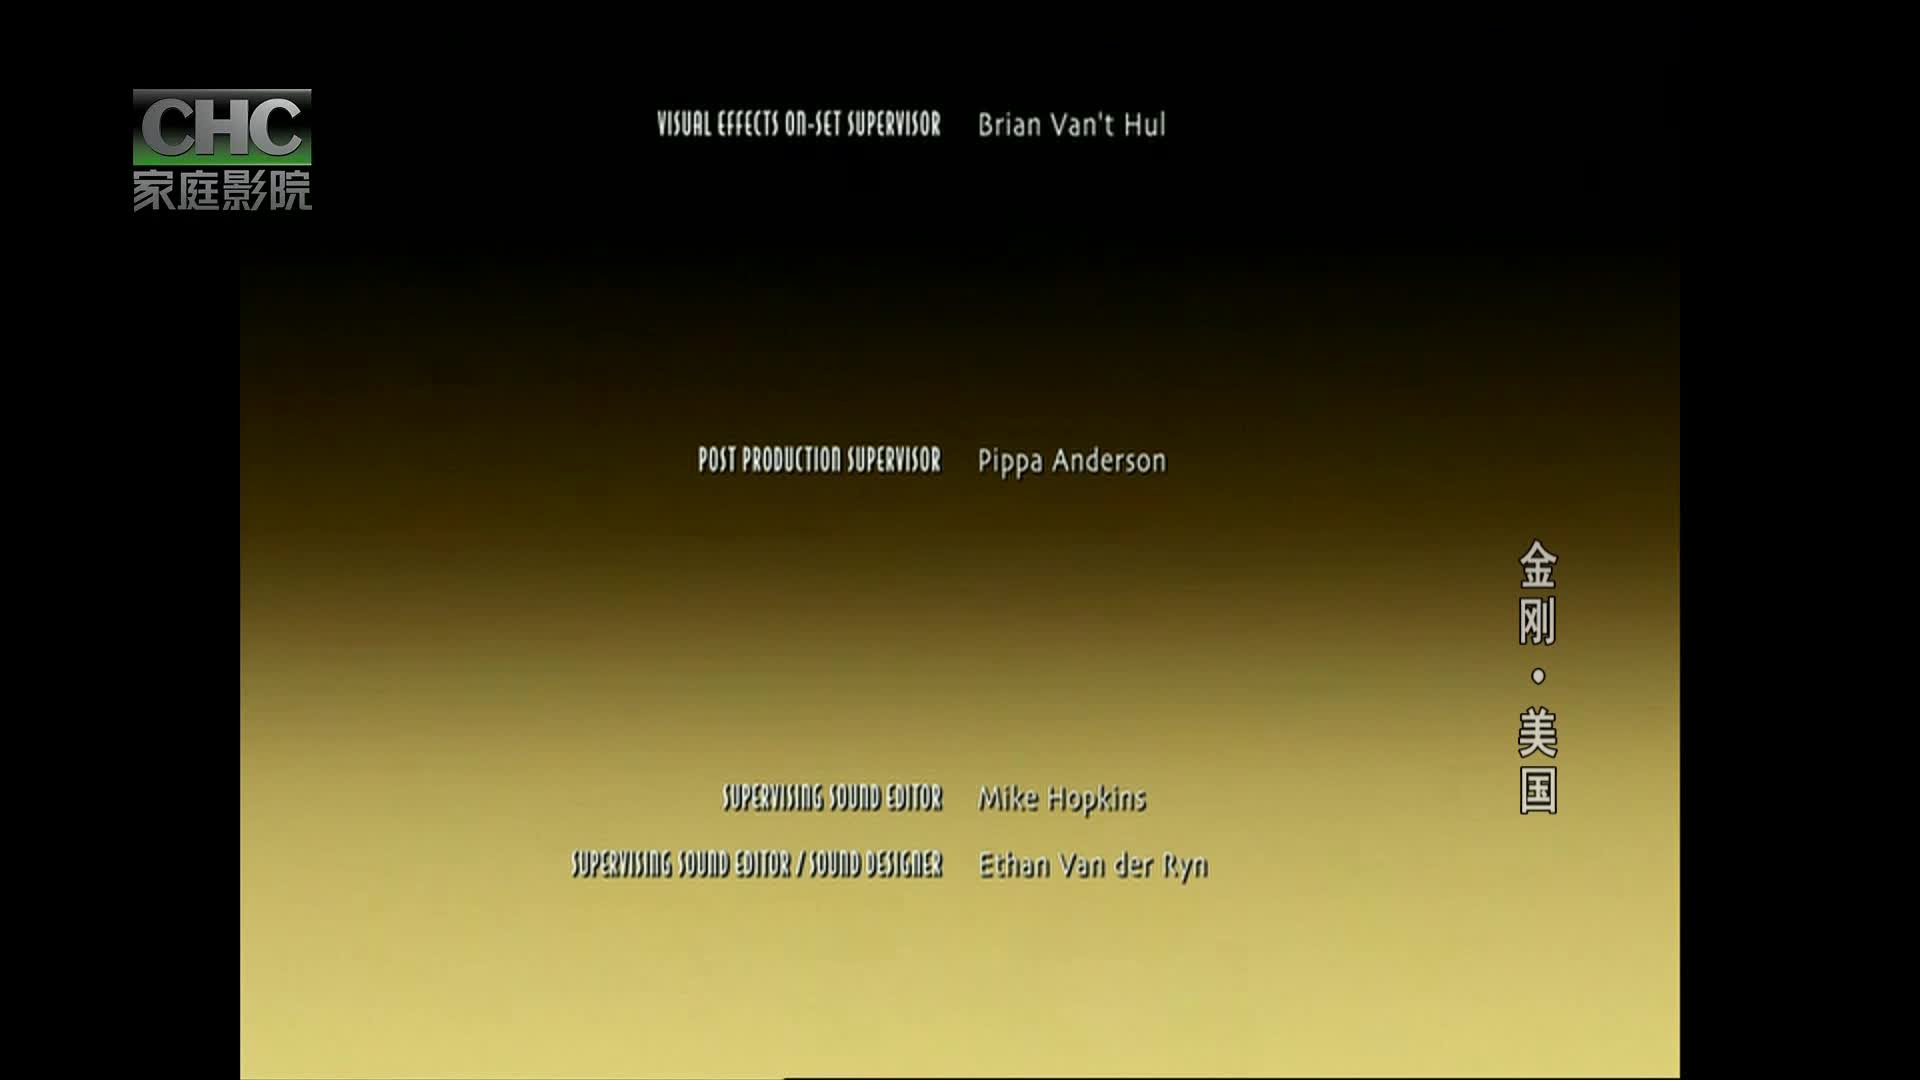 CHC
家庭影院
VISUAL EFFECTS ON-SET SUPERVISOR Brian Van't Hul
POST PRODUCTION SUPERVISOR Pippa Anderson
SUPERVISING SOUND EDITOR Mike Hopkins
SUPERVISING SOUND EDITOR / SOUND DESIGNER Ethan Van der Ryn
金刚·美国